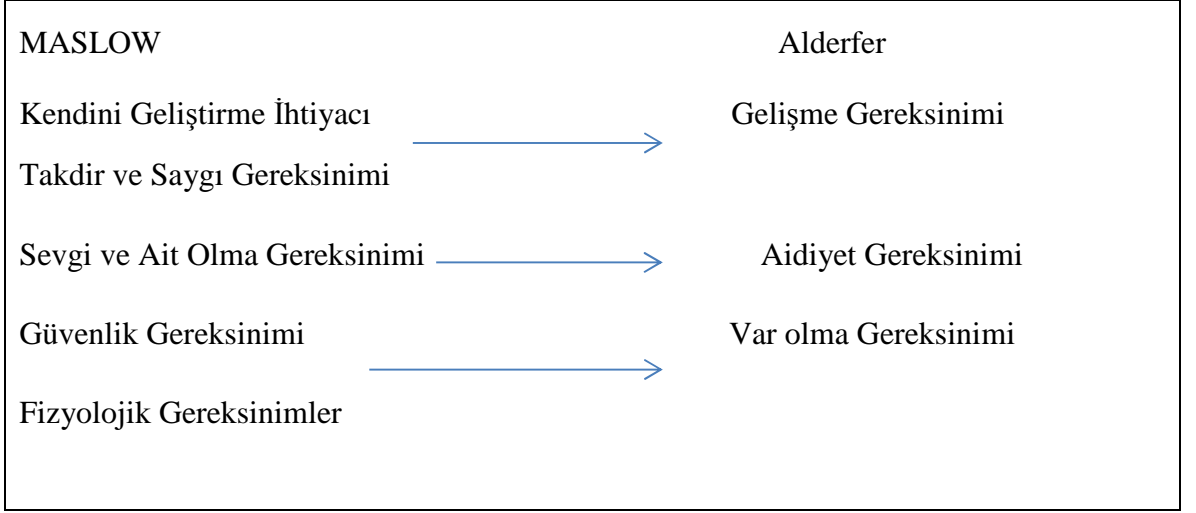 MASLOW Alderfer
Kendini Geliştirme İhtiyacı Gelişme Gereksinimi
Takdir ve Saygı Gereksinimi
Sevgi ve Ait Olma Gereksinimi Aidiyet Gereksinimi
Güvenlik Gereksinimi Var olma Gereksinimi
Fizyolojik Gereksinimler